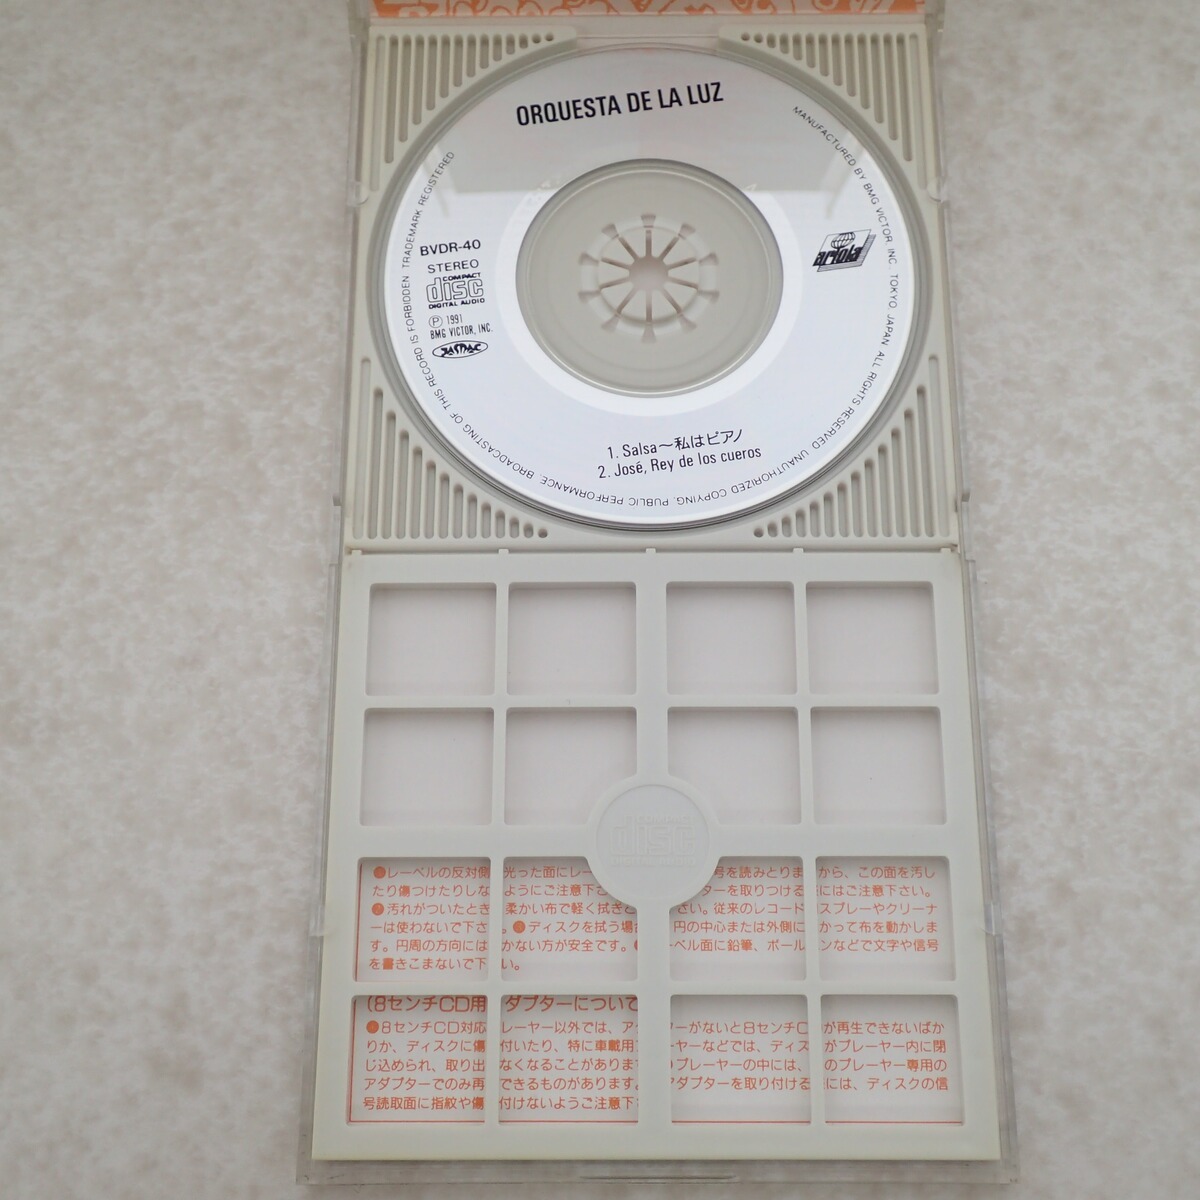 ORQUESTA DE LA LUZ
BVDR-40
STEREO
COMPACT
disc
DIGITAL AUDIO
Ⓟ 1991
BMG VICTOR, INC.
JASRAC
ariola
1. Salsa〜私はピアノ
2. José, Rey de los cueros
MANUFACTURED BY BMG VICTOR, INC. TOKYO, JAPAN ALL RIGHTS RESERVED UNAUTHORIZED COPYING, PUBLIC PERFORMANCE, BROADCASTING OF THIS RECORD IS FORBIDDEN TRADEMARK REGISTERED
COMPACT
disc
DIGITAL AUDIO
●レーベルの反対側 光った面にレー 号を読みとりま から、この面を汚し
たり傷つけたりしな ようにご注意下さ ターを取りつける にはご注意下さい。
●汚れがついたとき 柔かい布で軽く拭きと さい。従来のレコード スプレーやクリーナ
ーは使わないで下さ ●ディスクを拭う場合 円の中心または外側に かって布を動かしま
す。円周の方向には かない方が安全です。● ーベル面に鉛筆、ボール ンなどで文字や信号
を書きこまないで下 い。
(8センチCD用 ダプターについて
●8センチCD対応 レーヤー以外では、ア ターがないと8センチC が再生できないばか
りか、ディスクに傷 付いたり、特に車載用 ーヤーなどでは、ディス がプレーヤー内に閉
じ込められ、取り出 なくなることがあります ●プレーヤーの中には、 のプレーヤー専用の
アダプターでのみ再 できるものがあります。 アダプターを取り付ける には、ディスクの信
号読取面に指紋や傷 付けないようご注意下